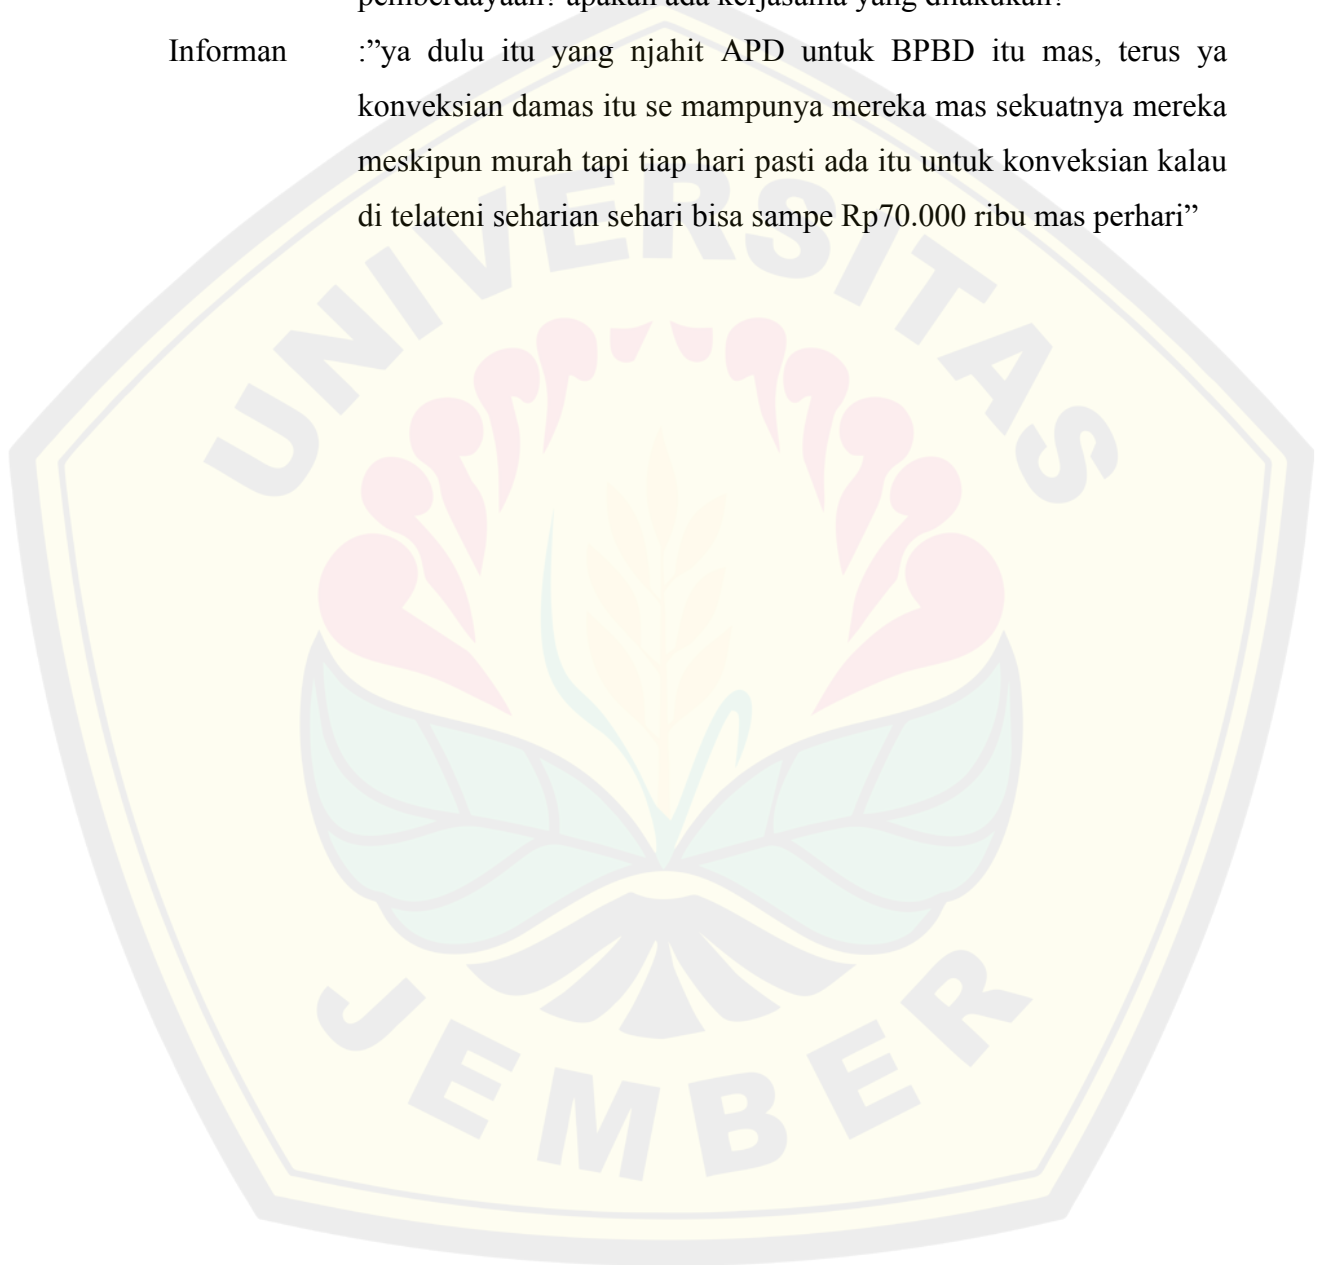 pemberdayaan? apakah ada kerjasama yang dilakukan?
Informan :”ya dulu itu yang njahit APD untuk BPBD itu mas, terus ya
konveksian damas itu se mampunya mereka mas sekuatnya mereka
meskipun murah tapi tiap hari pasti ada itu untuk konveksian kalau
di telateni seharian sehari bisa sampe Rp70.000 ribu mas perhari”
UNIVERSITAS
JEMBER